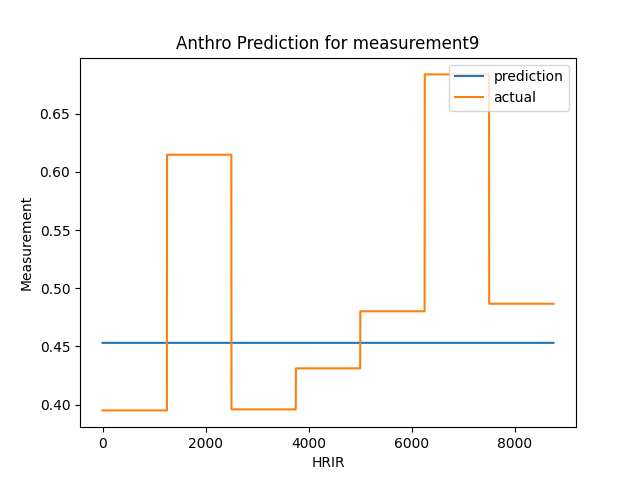 Anthro Prediction for measurement9
prediction
actual
Measurement
0.65
0.60
0.55
0.50
0.45
0.40
0
2000
4000
6000
8000
HRIR